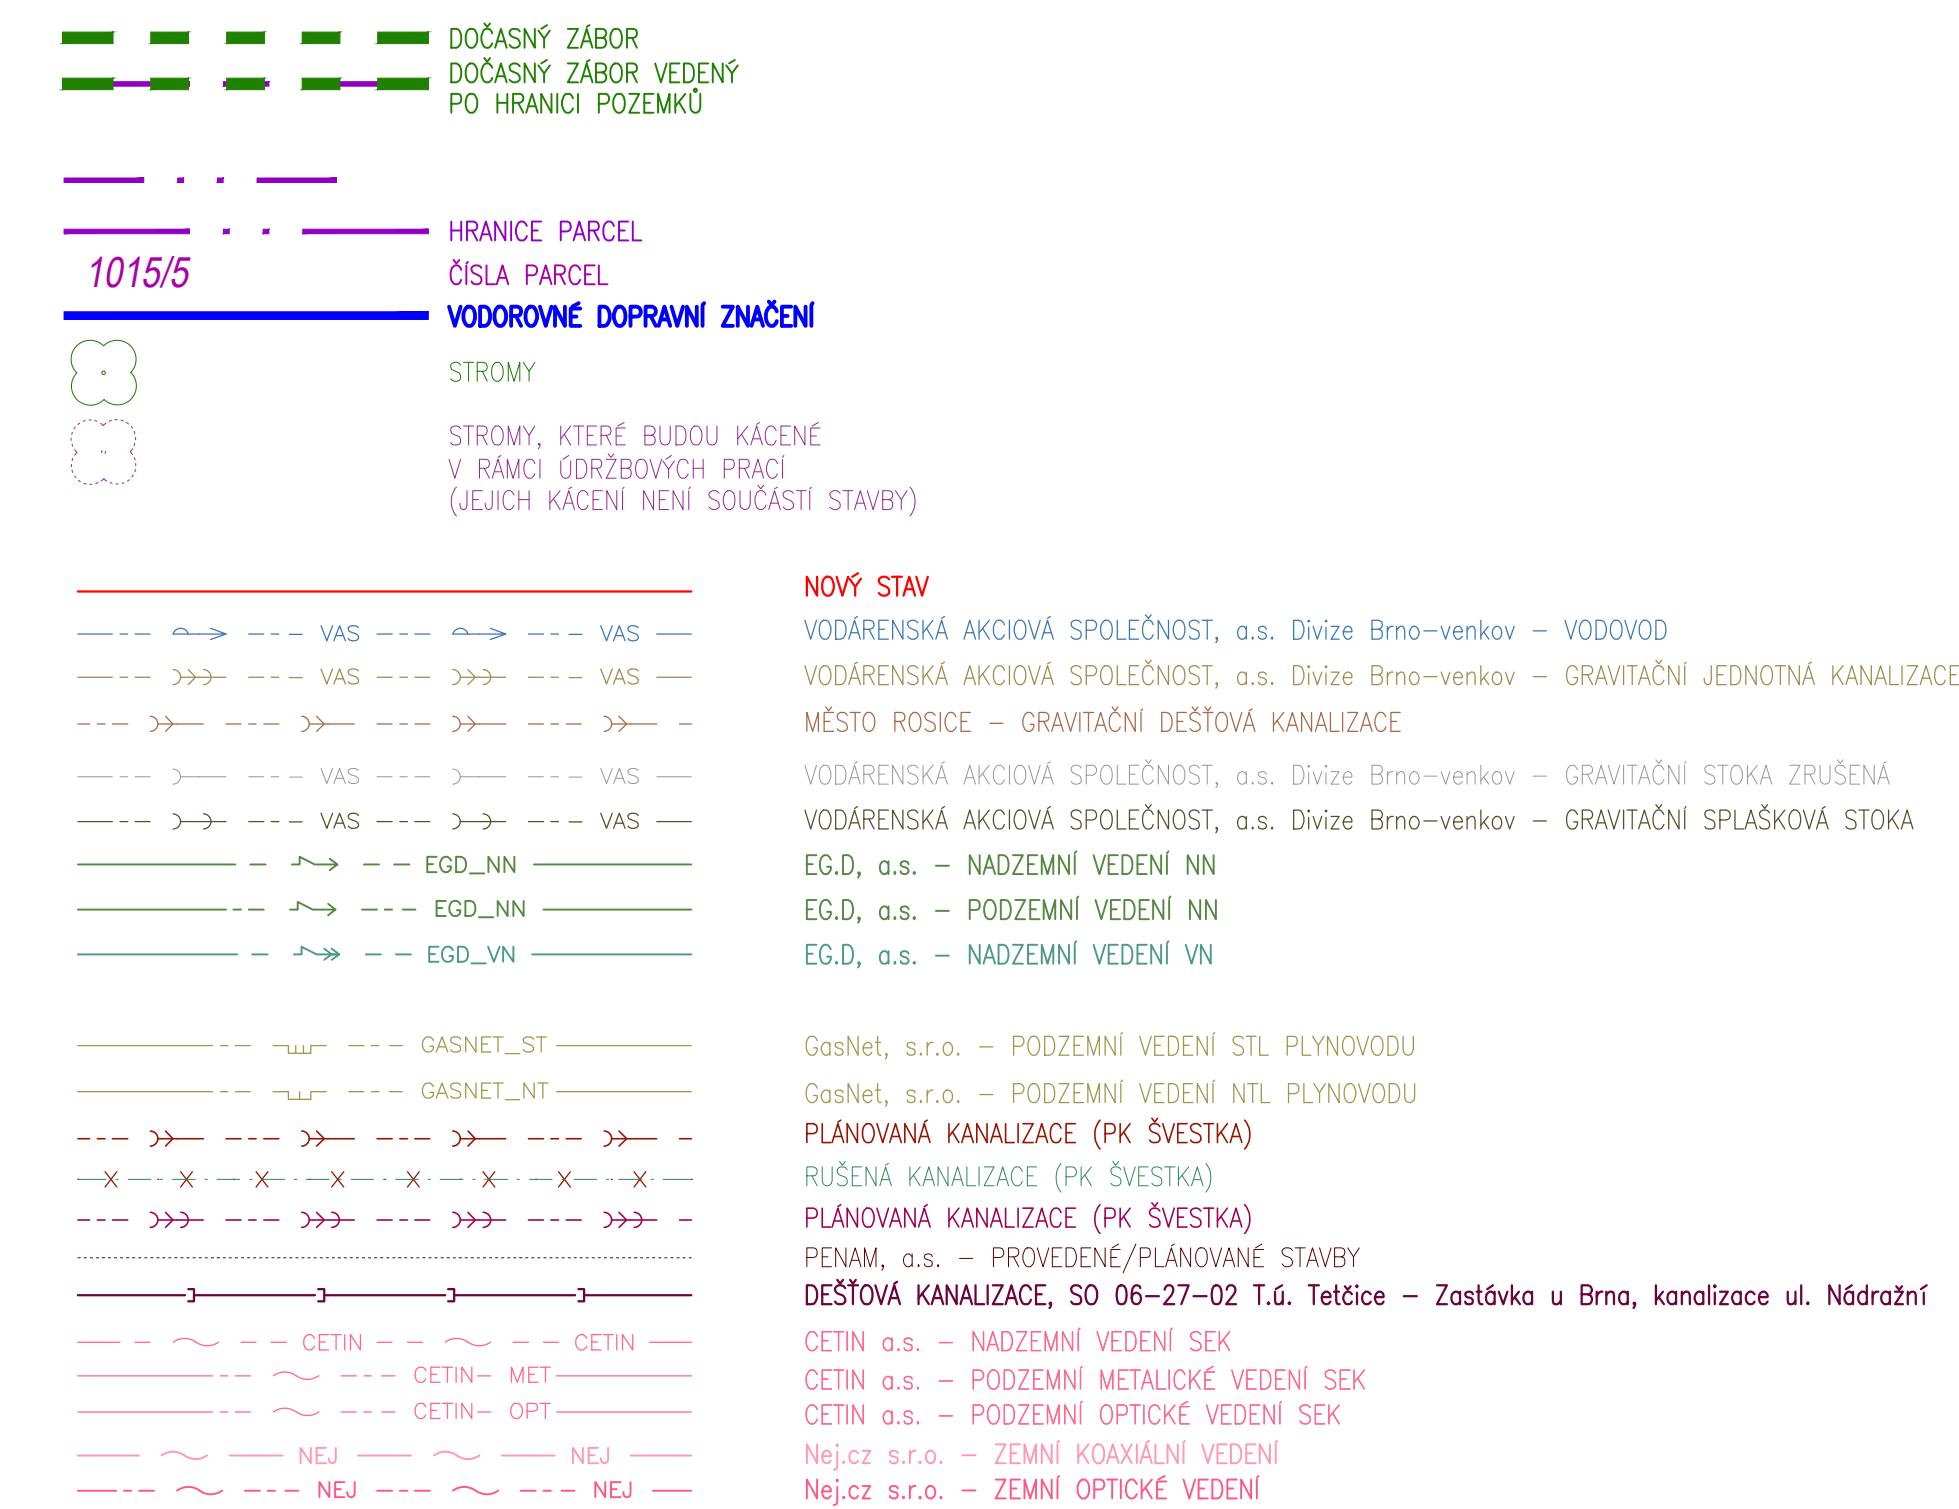 DOČASNÝ ZÁBOR
DOČASNÝ ZÁBOR VEDENÝ
PO HRANICI POZEMKŮ
HRANICE PARCEL
1015/5 ČÍSLA PARCEL
VODOROVNÉ DOPRAVNÍ ZNAČENÍ
STROMY
STROMY, KTERÉ BUDOU KÁCENÉ
V RÁMCI ÚDRŽBOVÝCH PRACÍ
(JEJICH KÁCENÍ NENÍ SOUČÁSTÍ STAVBY)
NOVÝ STAV
VAS VAS VODÁRENSKÁ AKCIOVÁ SPOLEČNOST, a.s. Divize Brno-venkov - VODOVOD
VAS VAS VODÁRENSKÁ AKCIOVÁ SPOLEČNOST, a.s. Divize Brno-venkov - GRAVITAČNÍ JEDNOTNÁ KANALIZACE
MĚSTO ROSICE - GRAVITAČNÍ DEŠŤOVÁ KANALIZACE
VAS VAS VODÁRENSKÁ AKCIOVÁ SPOLEČNOST, a.s. Divize Brno-venkov - GRAVITAČNÍ STOKA ZRUŠENÁ
VAS VAS VODÁRENSKÁ AKCIOVÁ SPOLEČNOST, a.s. Divize Brno-venkov - GRAVITAČNÍ SPLAŠKOVÁ STOKA
EGD_NN EG.D, a.s. - NADZEMNÍ VEDENÍ NN
EGD_NN EG.D, a.s. - PODZEMNÍ VEDENÍ NN
EGD_VN EG.D, a.s. - NADZEMNÍ VEDENÍ VN
GASNET_ST GasNet, s.r.o. - PODZEMNÍ VEDENÍ STL PLYNOVODU
GASNET_NT GasNet, s.r.o. - PODZEMNÍ VEDENÍ NTL PLYNOVODU
PLÁNOVANÁ KANALIZACE (PK ŠVESTKA)
RUŠENÁ KANALIZACE (PK ŠVESTKA)
PLÁNOVANÁ KANALIZACE (PK ŠVESTKA)
PENAM, a.s. - PROVEDENÉ/PLÁNOVANÉ STAVBY
DEŠŤOVÁ KANALIZACE, SO 06-27-02 T.ú. Tetčice - Zastávka u Brna, kanalizace ul. Nádražní
CETIN CETIN CETIN a.s. - NADZEMNÍ VEDENÍ SEK
CETIN- MET CETIN a.s. - PODZEMNÍ METALICKÉ VEDENÍ SEK
CETIN- OPT CETIN a.s. - PODZEMNÍ OPTICKÉ VEDENÍ SEK
NEJ NEJ Nej.cz s.r.o. - ZEMNÍ KOAXIÁLNÍ VEDENÍ
NEJ NEJ Nej.cz s.r.o. - ZEMNÍ OPTICKÉ VEDENÍ